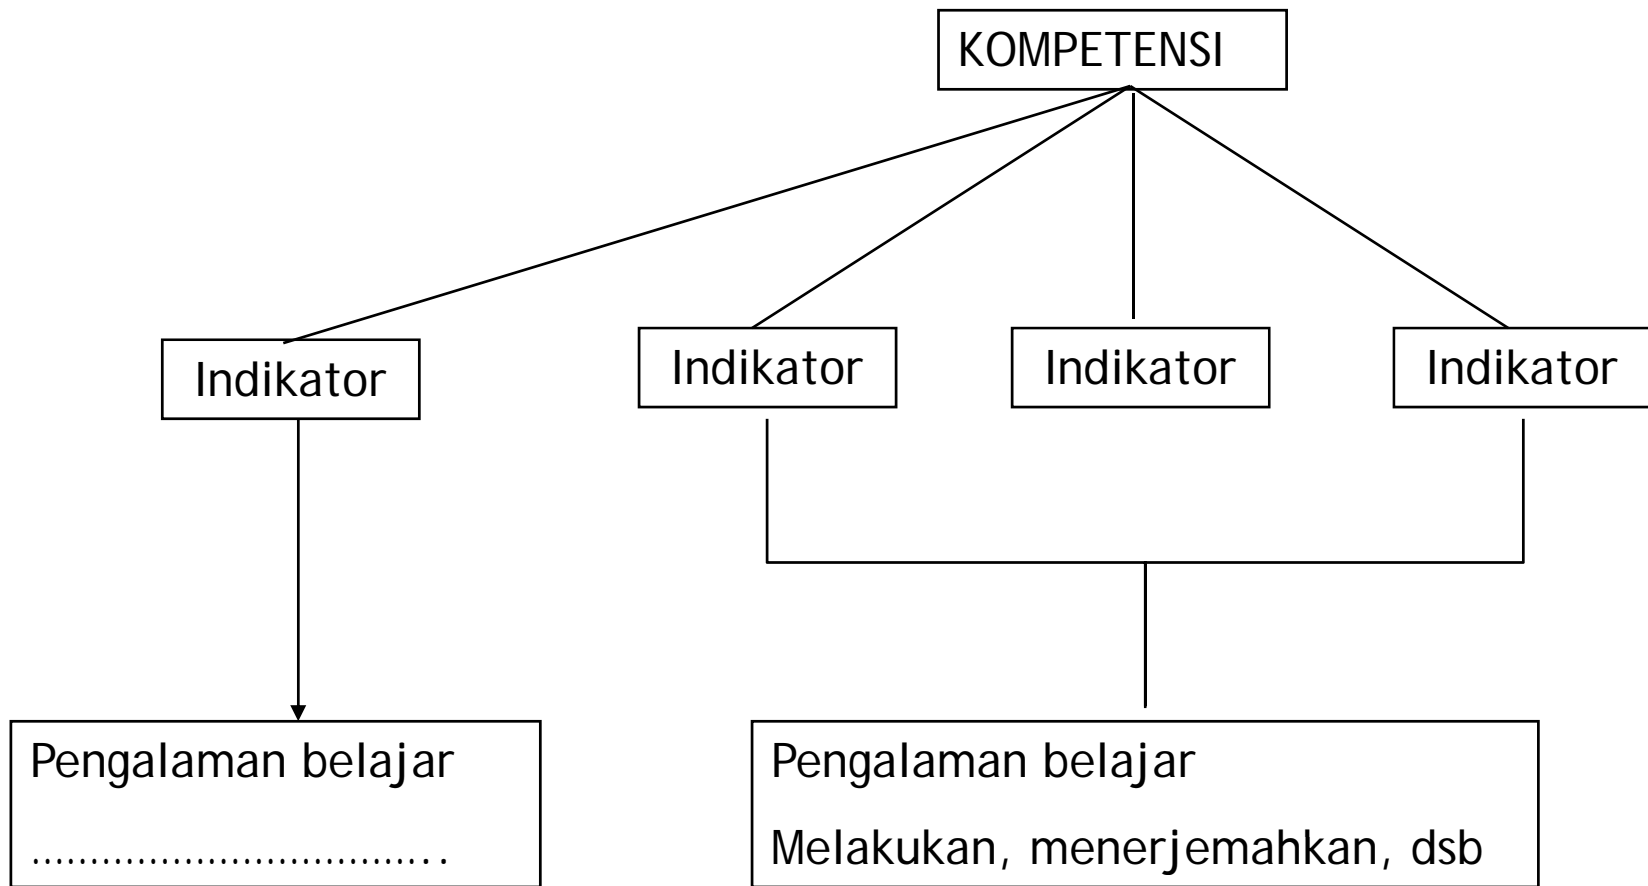 KOMPETENSI
Indikator
Indikator
Indikator
Indikator
Pengalaman belajar
........................................
Pengalaman belajar
Melakukan, menerjemahkan, dsb